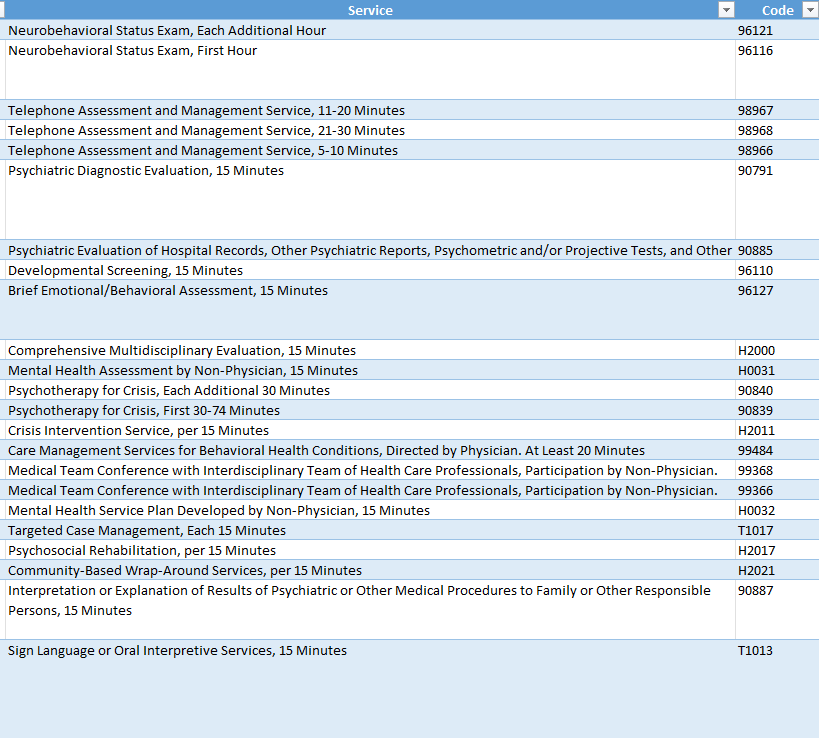 Service Code
Neurobehavioral Status Exam, Each Additional Hour 96121
Neurobehavioral Status Exam, First Hour 96116
Telephone Assessment and Management Service, 11-20 Minutes 98967
Telephone Assessment and Management Service, 21-30 Minutes 98968
Telephone Assessment and Management Service, 5-10 Minutes 98966
Psychiatric Diagnostic Evaluation, 15 Minutes 90791
Psychiatric Evaluation of Hospital Records, Other Psychiatric Reports, Psychometric and/or Projective Tests, and Other 90885
Developmental Screening, 15 Minutes 96110
Brief Emotional/Behavioral Assessment, 15 Minutes 96127
Comprehensive Multidisciplinary Evaluation, 15 Minutes H2000
Mental Health Assessment by Non-Physician, 15 Minutes H0031
Psychotherapy for Crisis, Each Additional 30 Minutes 90840
Psychotherapy for Crisis, First 30-74 Minutes 90839
Crisis Intervention Service, per 15 Minutes H2011
Care Management Services for Behavioral Health Conditions, Directed by Physician. At Least 20 Minutes 99484
Medical Team Conference with Interdisciplinary Team of Health Care Professionals, Participation by Non-Physician. 99368
Medical Team Conference with Interdisciplinary Team of Health Care Professionals, Participation by Non-Physician. 99366
Mental Health Service Plan Developed by Non-Physician, 15 Minutes H0032
Targeted Case Management, Each 15 Minutes T1017
Psychosocial Rehabilitation, per 15 Minutes H2017
Community-Based Wrap-Around Services, per 15 Minutes H2021
Interpretation or Explanation of Results of Psychiatric or Other Medical Procedures to Family or Other Responsible 90887
Persons, 15 Minutes
Sign Language or Oral Interpretive Services, 15 Minutes T1013